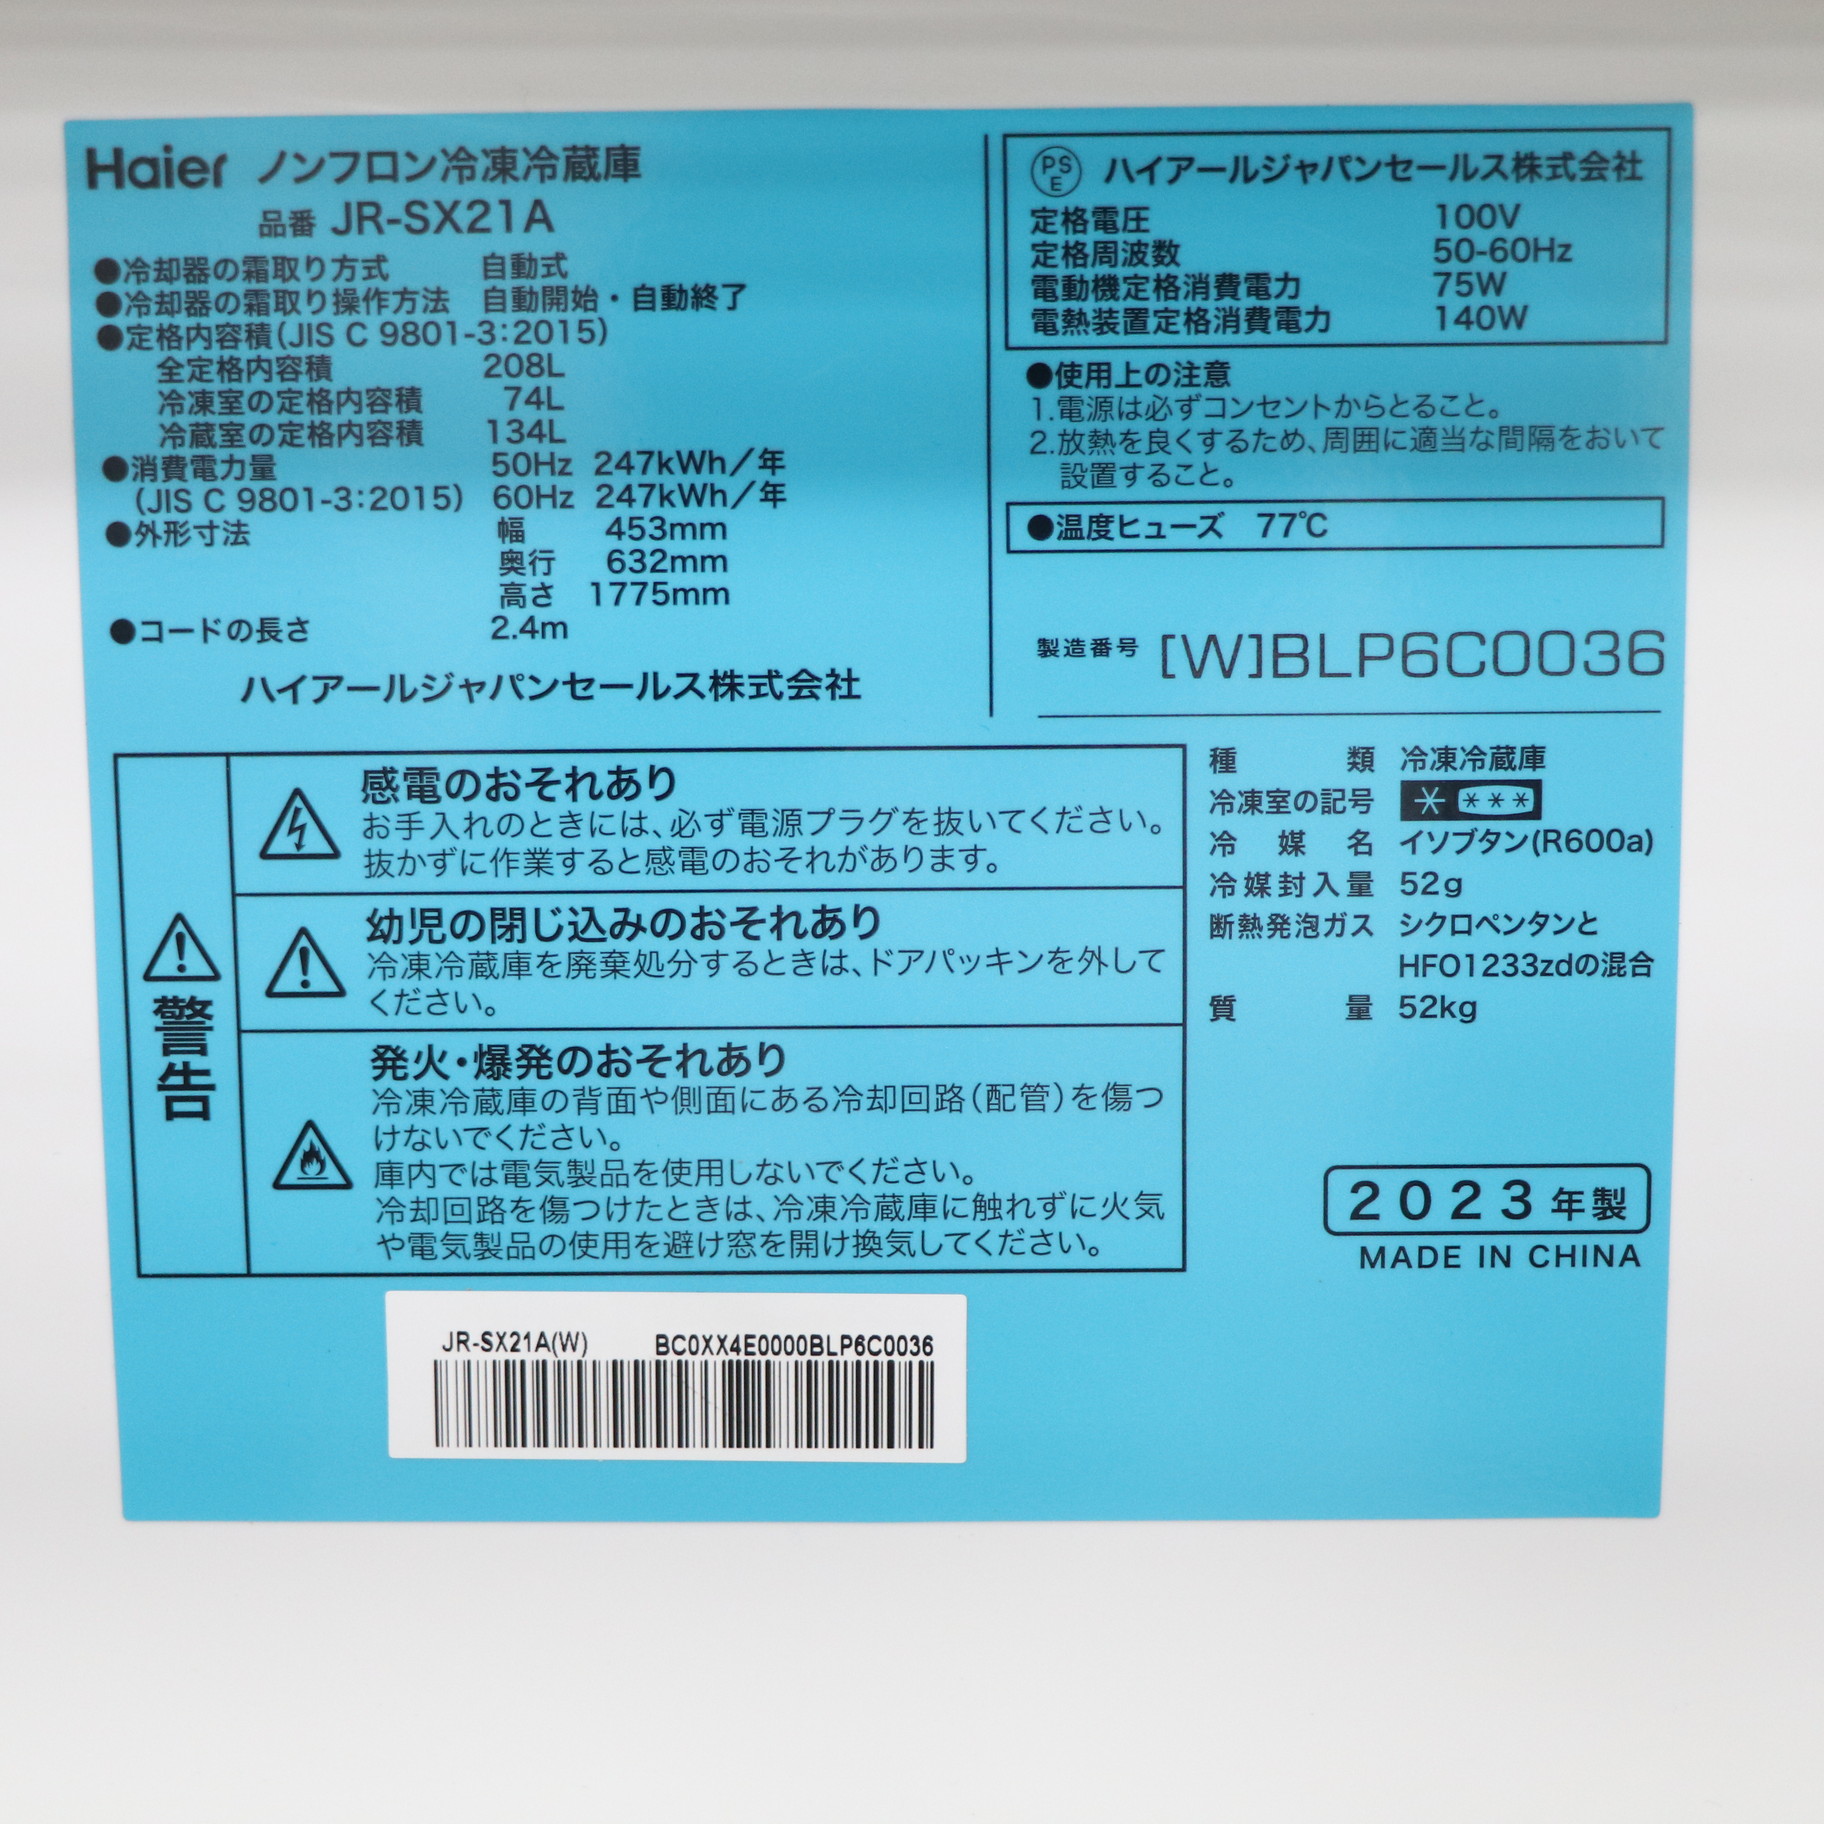 Haier ノンフロン冷凍冷蔵庫
品番 JR-SX21A
●冷却器の霜取り方式 自動式
●冷却器の霜取り操作方法 自動開始・自動終了
●定格内容積(JIS C 9801-3:2015)
全定格内容積 208L
冷凍室の定格内容積 74L
冷蔵室の定格内容積 134L
●消費電力量 50Hz 247kWh/年
(JIS C 9801-3:2015) 60Hz 247kWh/年
●外形寸法 幅 453mm
奥行 632mm
高さ 1775mm
●コードの長さ 2.4m
ハイアールジャパンセールス株式会社
PS E ハイアールジャパンセールス株式会社
定格電圧 100V
定格周波数 50-60Hz
電動機定格消費電力 75W
電熱装置定格消費電力 140W
●使用上の注意
1.電源は必ずコンセントからとること。
2.放熱を良くするため、周囲に適当な間隔をおいて
設置すること。
●温度ヒューズ 77℃
製造番号 [W]BLP6C0036
警告
感電のおそれあり
お手入れのときには、必ず電源プラグを抜いてください。
抜かずに作業すると感電のおそれがあります。
幼児の閉じ込みのおそれあり
冷凍冷蔵庫を廃棄処分するときは、ドアパッキンを外して
ください。
発火・爆発のおそれあり
冷凍冷蔵庫の背面や側面にある冷却回路(配管)を傷つ
けないでください。
庫内では電気製品を使用しないでください。
冷却回路を傷つけたときは、冷凍冷蔵庫に触れずに火気
や電気製品の使用を避け窓を開け換気してください。
種類 冷凍冷蔵庫
冷凍室の記号 * ***
冷媒名 イソブタン(R600a)
冷媒封入量 52g
断熱発泡ガス シクロペンタンと
HFO1233zdの混合
質量 52kg
2023年製
MADE IN CHINA
JR-SX21A(W) BC0XX4E0000BLP6C0036